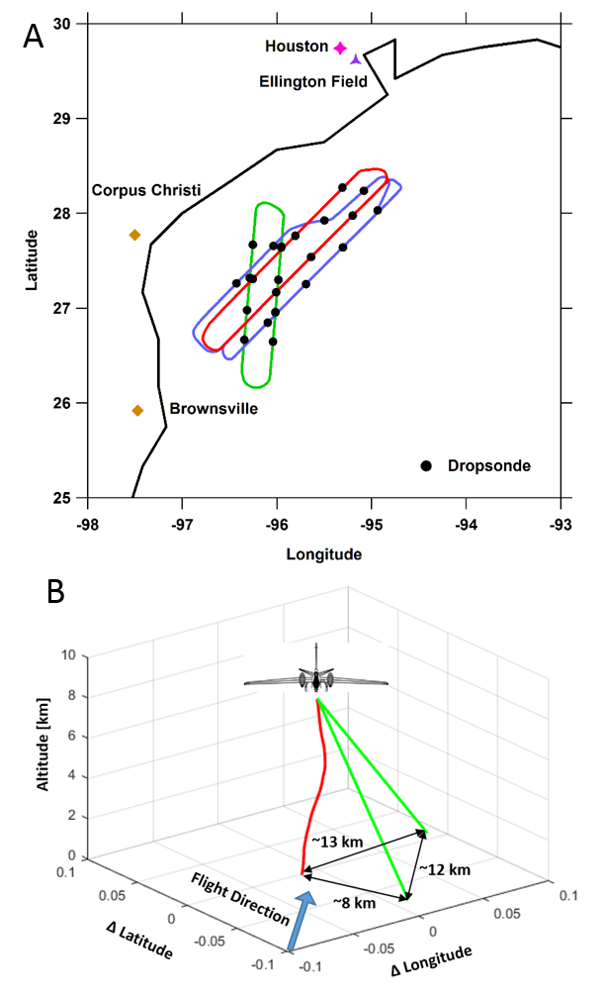 A
30
Houston
Ellington Field
29
Corpus Christi
28
Latitude
27
26
Brownsville
Dropsonde
25
-98 -97 -96 -95 -94 -93
Longitude
B
10
8
6
4
2
0
Altitude [km]
~13 km
~12 km
~8 km
Flight Direction
0.1
0.05
0
-0.05
-0.1
Δ Latitude
-0.1
-0.05
0
0.05
0.1
Δ Longitude